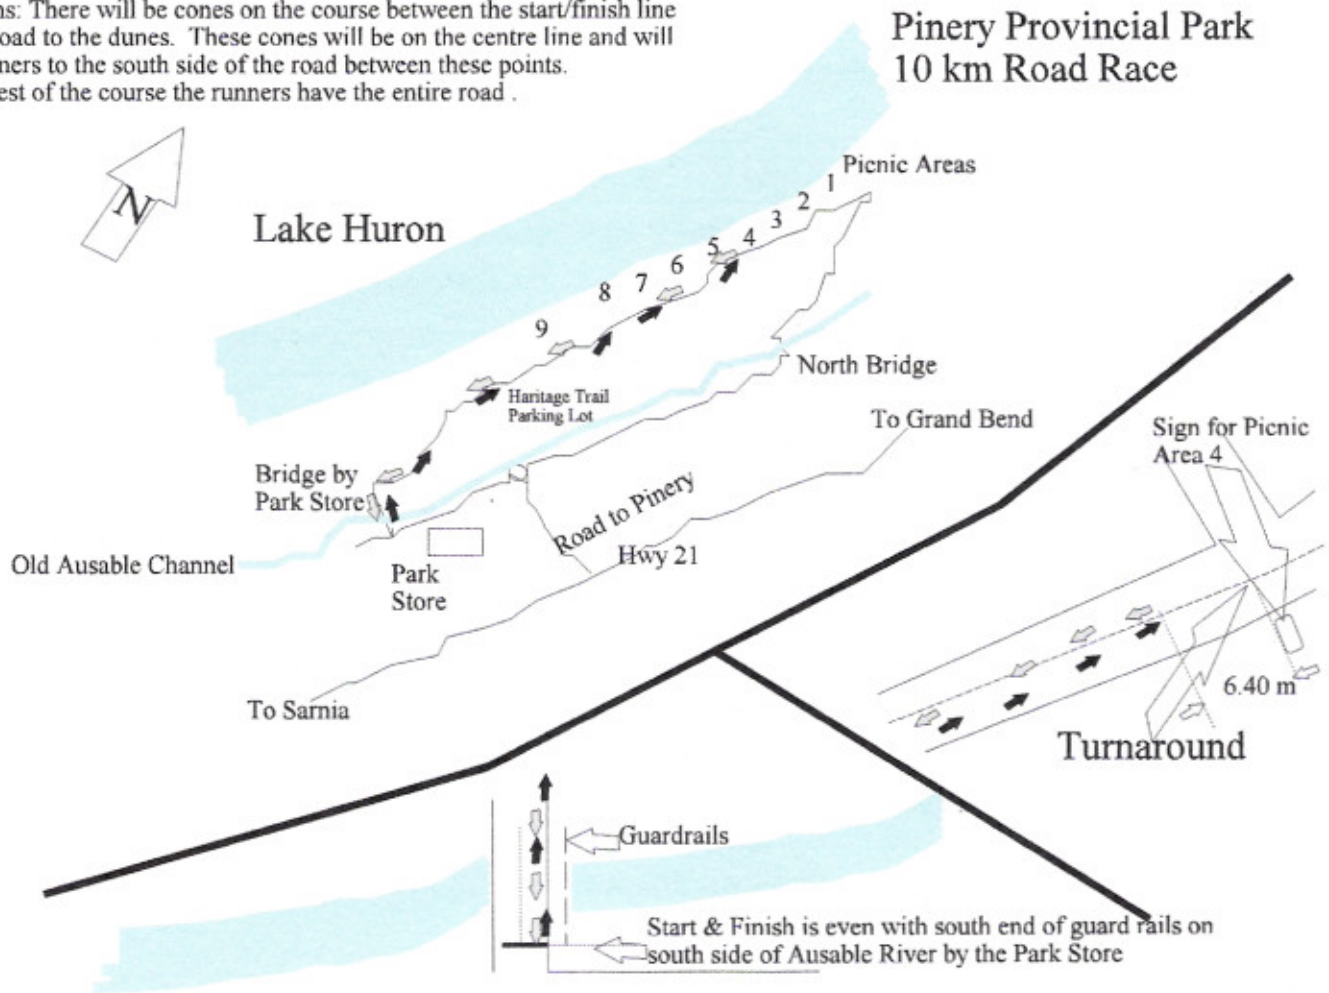 ns: There will be cones on the course between the start/finish line
oad to the dunes. These cones will be on the centre line and will
ners to the south side of the road between these points.
est of the course the runners have the entire road .
Pinery Provincial Park
10 km Road Race
N
Lake Huron
Picnic Areas
1
2
3
4
5
6
7
8
9
Haritage Trail
Parking Lot
North Bridge
To Grand Bend
Sign for Picnic
Area 4
Bridge by
Park Store
Road to Pinery
Hwy 21
Old Ausable Channel
Park
Store
To Sarnia
6.40 m
Turnaround
Guardrails
Start & Finish is even with south end of guard rails on
south side of Ausable River by the Park Store